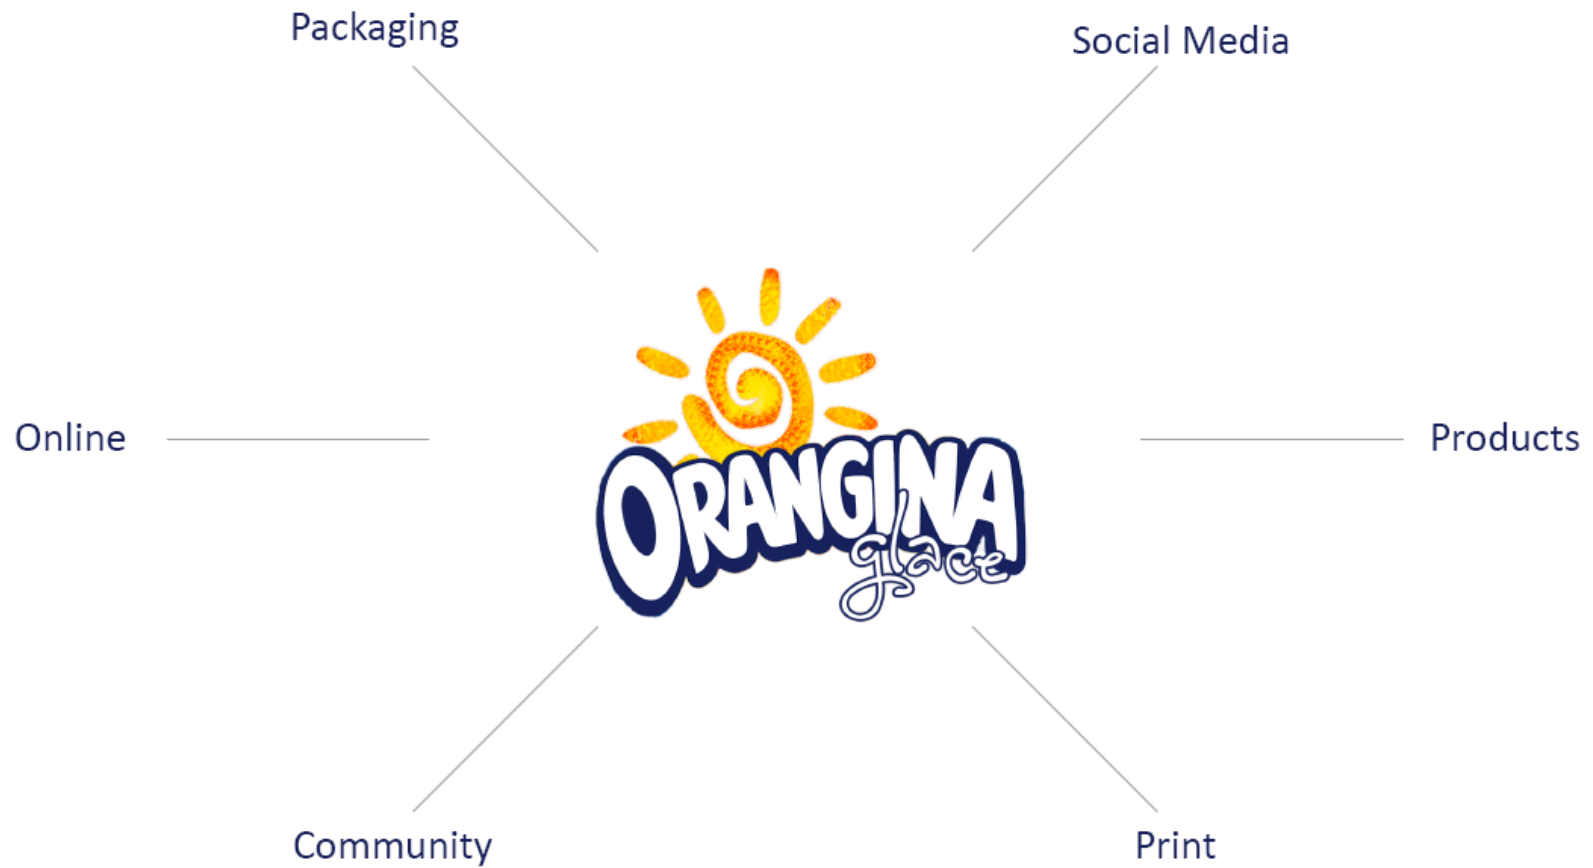 Packaging
Social Media
Online
Products
ORANGINA
glace
Community
Print